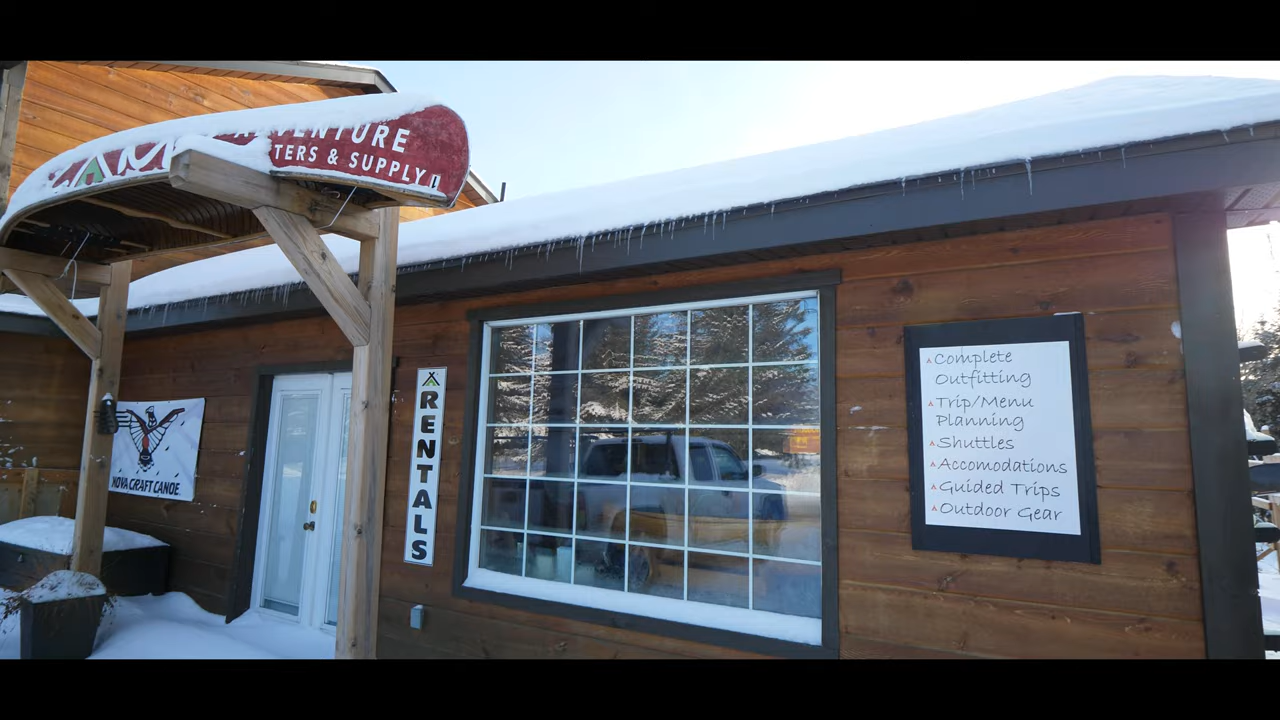 ADVENTURE
TERS & SUPPLY
NOVA CRAFT CANOE
RENTALS
Complete
Outfitting
Trip/Menu
Planning
Shuttles
Accomodations
Guided Trips
Outdoor Gear